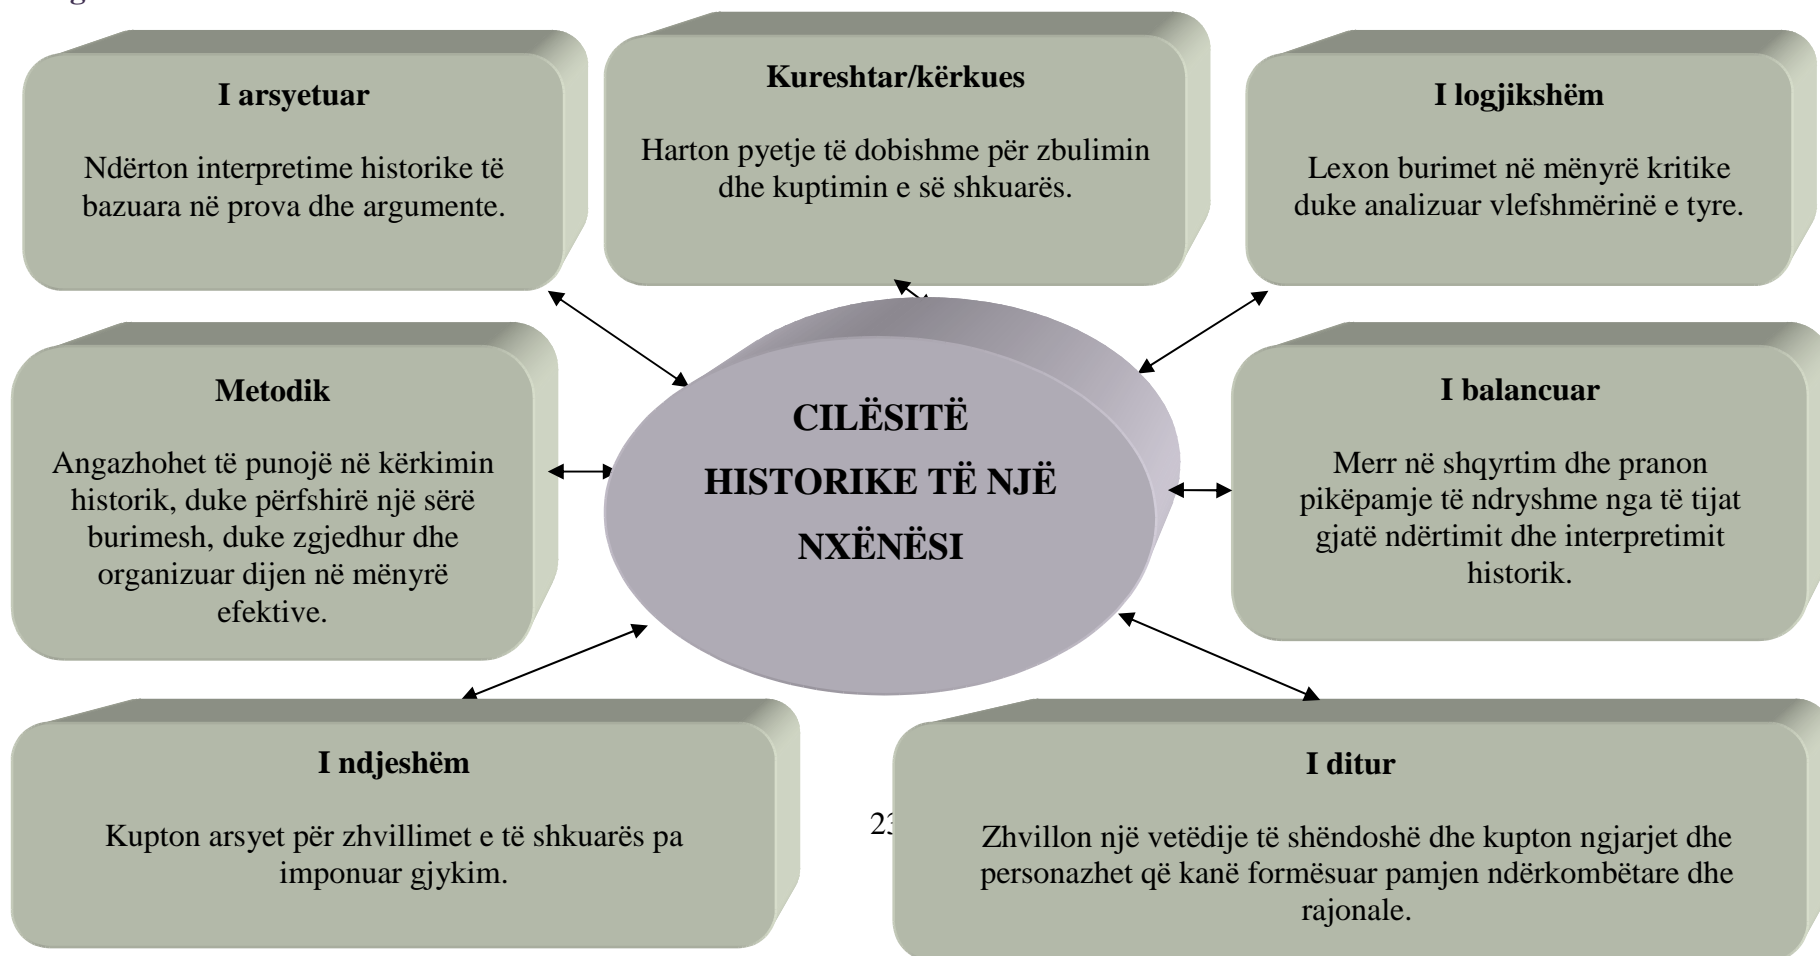 I arsyetuar
Ndërton interpretime historike të
bazuara në prova dhe argumente.
Kureshtar/kërkues
Harton pyetje të dobishme për zbulimin
dhe kuptimin e së shkuarës.
I logjikshëm
Lexon burimet në mënyrë kritike
duke analizuar vlefshmërinë e tyre.
Metodik
Angazhohet të punojë në kërkimin
historik, duke përfshirë një sërë
burimesh, duke zgjedhur dhe
organizuar dijen në mënyrë
efektive.
CILËSITË
HISTORIKE TË NJË
NXËNËSI
I balancuar
Merr në shqyrtim dhe pranon
pikëpamje të ndryshme nga të tijat
gjatë ndërtimit dhe interpretimit
historik.
I ndjeshëm
Kupton arsyet për zhvillimet e të shkuarës pa
imponuar gjykim.
I ditur
Zhvillon një vetëdije të shëndoshë dhe kupton ngjarjet dhe
personazhet që kanë formësuar pamjen ndërkombëtare dhe
rajonale.